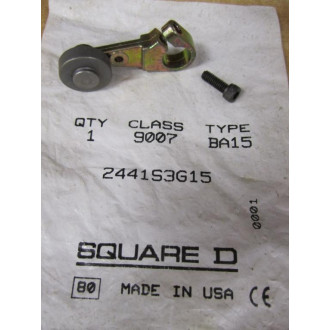 QTY CLASS TYPE
1 9007 BA15
2441S3G15
0001
SQUARE D
80 MADE IN USA CE